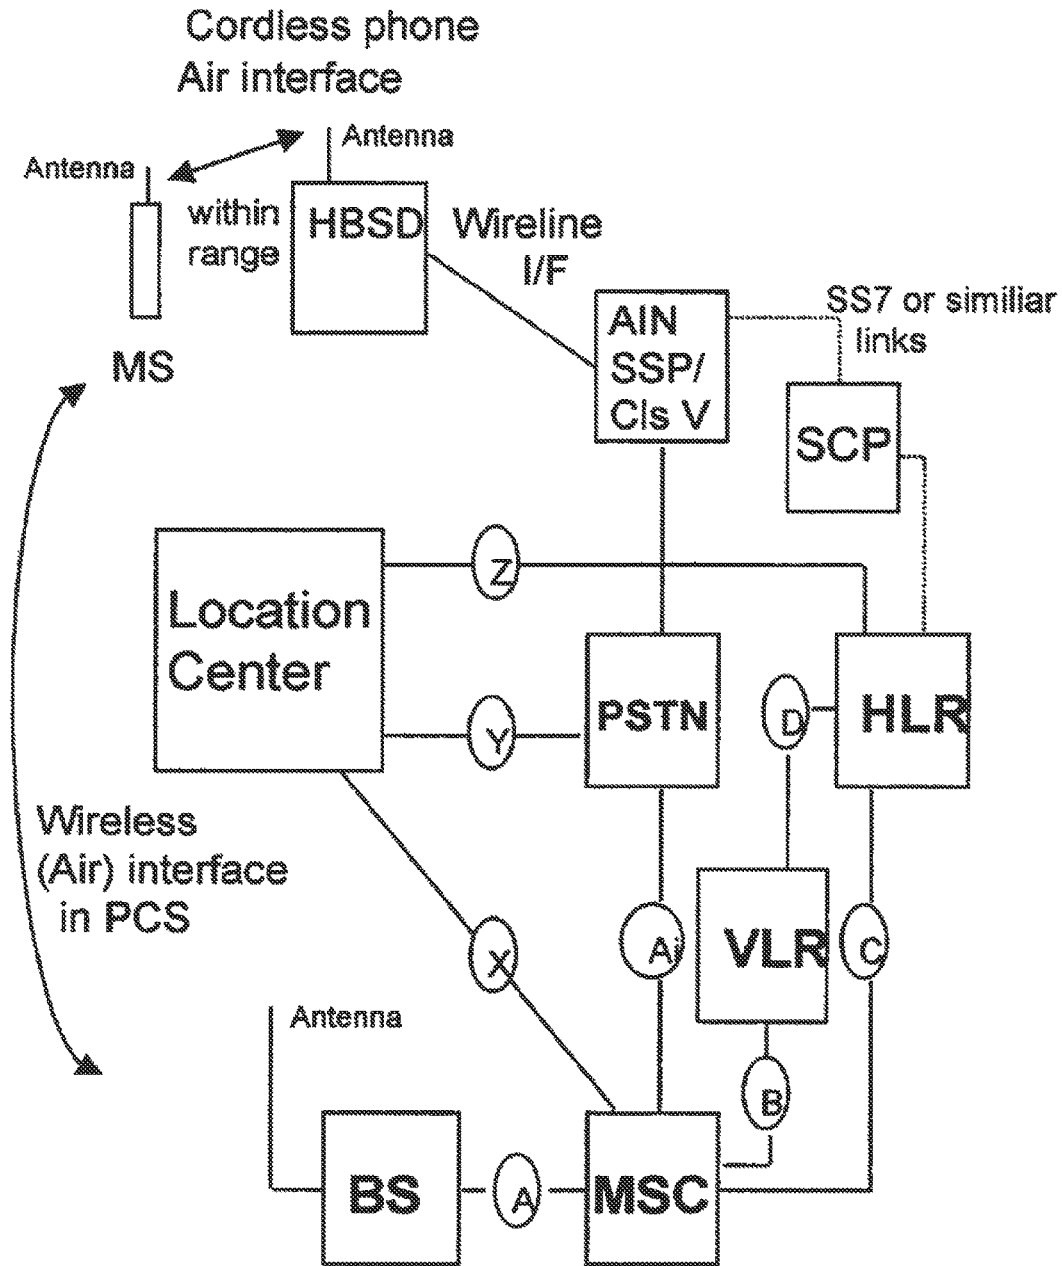 Cordless phone
Air interface
Antenna
Antenna
within
range
HBSD
Wireline
I/F
MS
AIN
SSP/
Cls V
SS7 or similiar
links
SCP
Location
Center
Z
Y
PSTN
D
HLR
Wireless
(Air) interface
in PCS
X
Ai
VLR
C
Antenna
B
BS
A
MSC